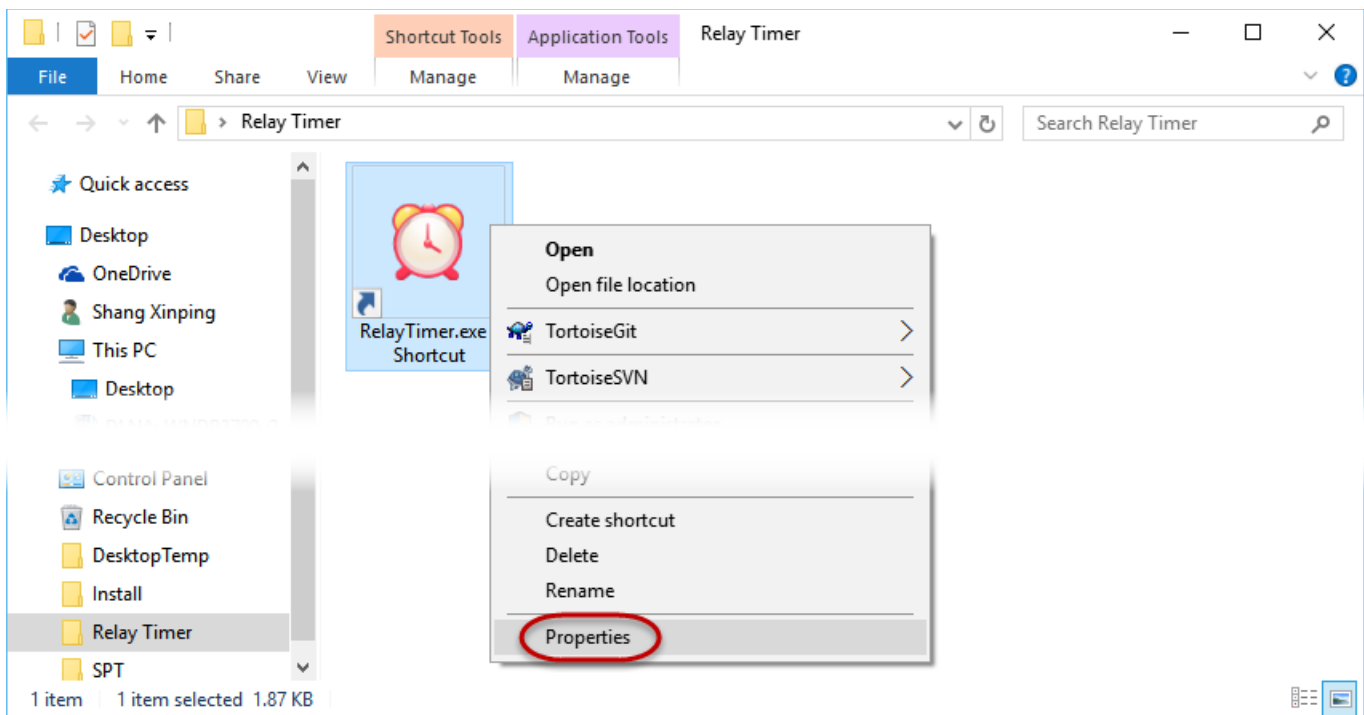 Shortcut Tools
Application Tools
Relay Timer
File
Home
Share
View
Manage
Manage
Relay Timer
Search Relay Timer
Quick access
Desktop
OneDrive
Shang Xinping
This PC
Desktop
Control Panel
Recycle Bin
DesktopTemp
Install
Relay Timer
SPT
RelayTimer.exe
Shortcut
Open
Open file location
TortoiseGit
TortoiseSVN
Run as administrator
Copy
Create shortcut
Delete
Rename
Properties
1 item
1 item selected 1.87 KB